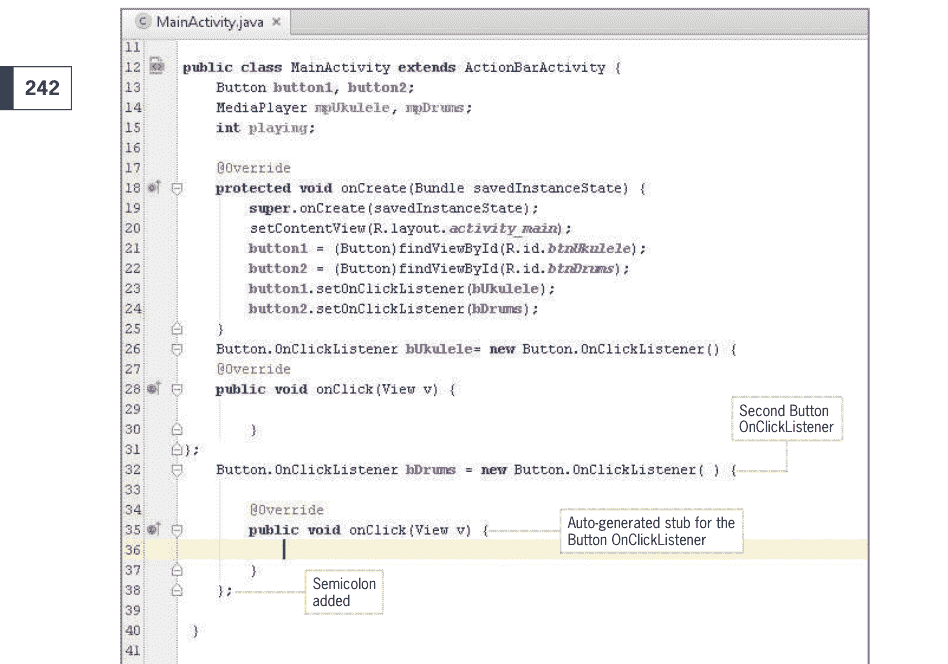 MainActivity.java ×
242
11
12 public class MainActivity extends ActionBarActivity {
13 Button button1, button2;
14 MediaPlayer mpUkulele, mpDrums;
15 int playing;
16
17 @Override
18 protected void onCreate(Bundle savedInstanceState) {
19 super.onCreate(savedInstanceState);
20 setContentView(R.layout.activity_main);
21 button1 = (Button)findViewById(R.id.btnUkulele);
22 button2 = (Button)findViewById(R.id.btnDrums);
23 button1.setOnClickListener(bUkulele);
24 button2.setOnClickListener(bDrums);
25 }
26 Button.OnClickListener bUkulele= new Button.OnClickListener() {
27 @Override
28 public void onClick(View v) {
29
30 }
31 };
Second Button
OnClickListener
32 Button.OnClickListener bDrums = new Button.OnClickListener( ) {
33
34 @Override
35 public void onClick(View v) {
Auto-generated stub for the
Button OnClickListener
36
37 }
38 };
Semicolon
added
39
40 }
41